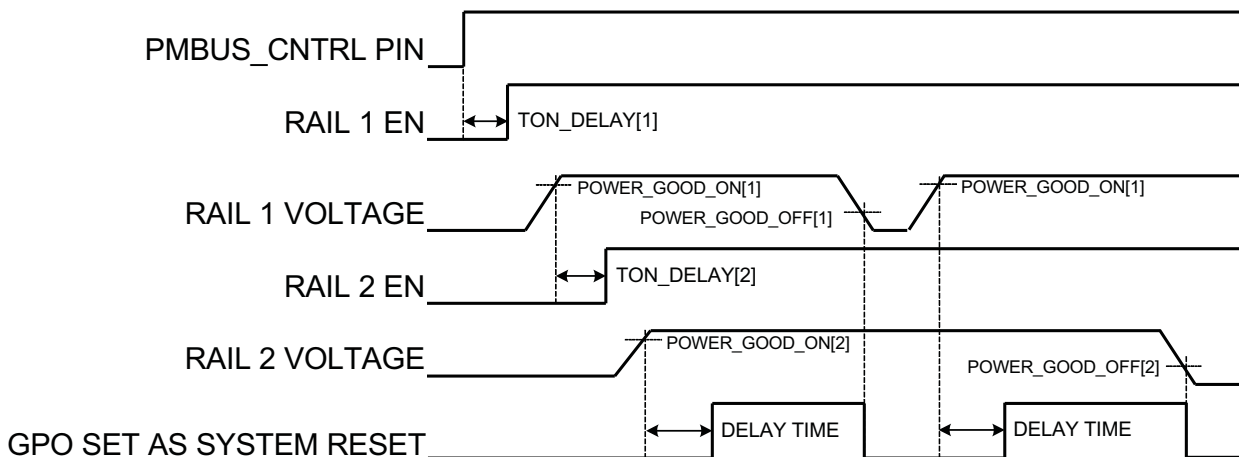 PMBUS_CNTRL PIN
RAIL 1 EN
TON_DELAY[1]
RAIL 1 VOLTAGE
POWER_GOOD_ON[1]
POWER_GOOD_OFF[1]
POWER_GOOD_ON[1]
RAIL 2 EN
TON_DELAY[2]
RAIL 2 VOLTAGE
POWER_GOOD_ON[2]
POWER_GOOD_OFF[2]
GPO SET AS SYSTEM RESET
DELAY TIME
DELAY TIME